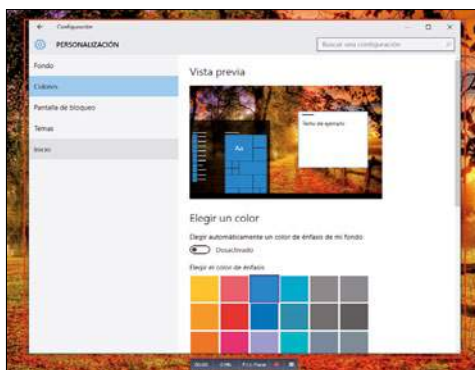 Configuración
PERSONALIZACIÓN
Buscar una configuración
Fondo
Colores
Pantalla de bloqueo
Temas
Inicio
Vista previa
Texto de ejemplo
Aa
Elegir un color
Elegir automáticamente un color de énfasis de mi fondo
Desactivado
Elegir el color de énfasis